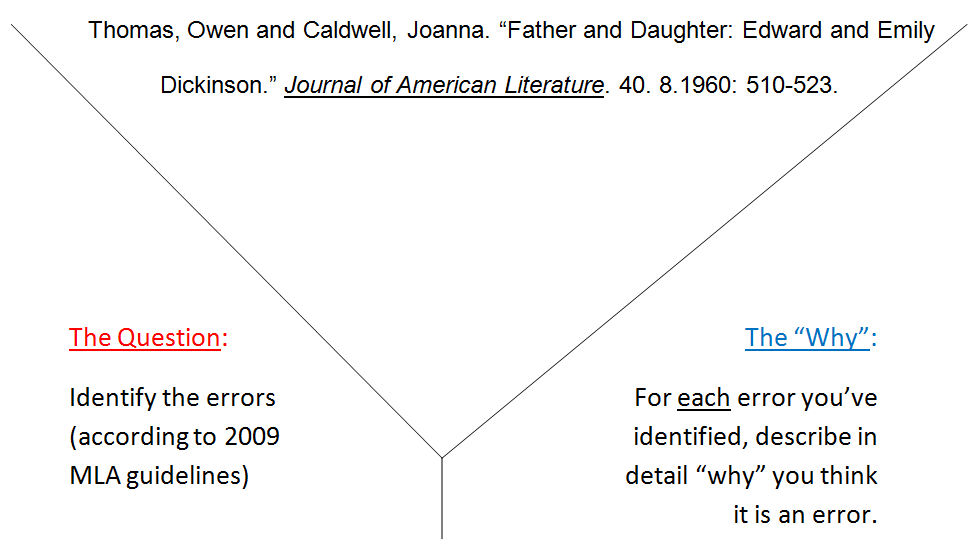 Thomas, Owen and Caldwell, Joanna. “Father and Daughter: Edward and Emily
Dickinson.” Journal of American Literature. 40. 8.1960: 510-523.
The Question:
Identify the errors
(according to 2009
MLA guidelines)
The “Why”:
For each error you’ve
identified, describe in
detail “why” you think
it is an error.